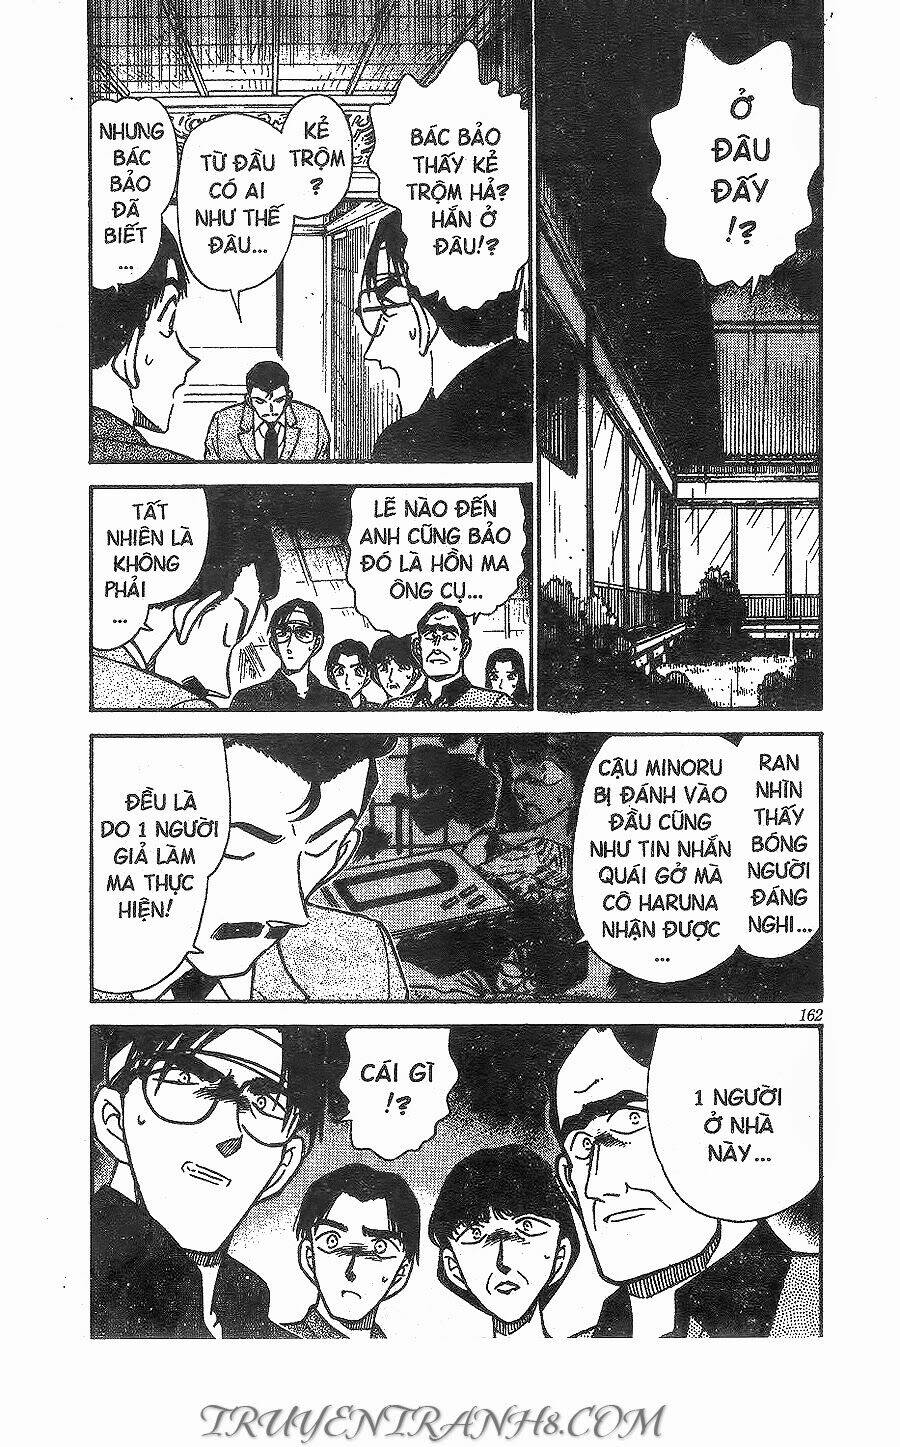 Ở
ĐÂU
ĐẤY
!?
BÁC BẢO
THẤY KẺ
TRỘM HẢ?
HẮN Ở
ĐÂU!?
KẺ
TRỘM
?
TỪ ĐẦU
CÓ AI
NHƯ THẾ
ĐÂU...
NHƯNG
BÁC
BẢO
ĐÃ
BIẾT
...
LẼ NÀO ĐẾN
ANH CŨNG BẢO
ĐÓ LÀ HỒN MA
ÔNG CỤ...
TẤT
NHIÊN LÀ
KHÔNG
PHẢI
...
RAN
NHÌN
THẤY
BÓNG
NGƯỜI
ĐÁNG
NGHI...
CẬU MINORU
BỊ ĐÁNH VÀO
ĐẦU CŨNG
NHƯ TIN NHẮN
QUÁI GỞ MÀ
CÔ HARUNA
NHẬN ĐƯỢC
...
ĐỀU LÀ
DO 1 NGƯỜI
GIẢ LÀM
MA THỰC
HIỆN!
162
1 NGƯỜI
Ở NHÀ
NÀY...
CÁI GÌ
!?
TRUYENTRANH8.COM